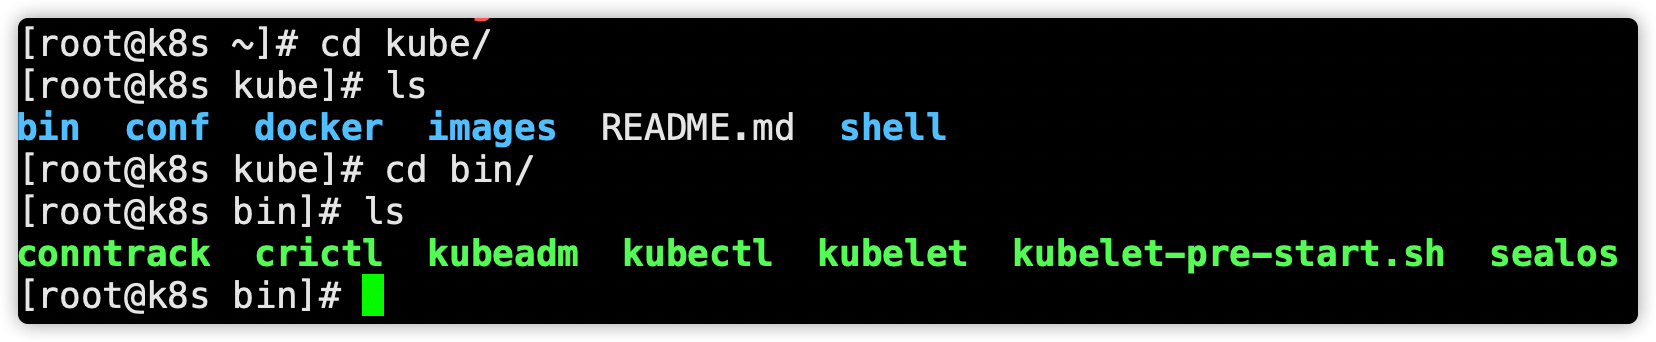 [root@k8s ~]# cd kube/
[root@k8s kube]# ls
bin  conf  docker  images  README.md  shell
[root@k8s kube]# cd bin/
[root@k8s bin]# ls
conntrack  crictl  kubeadm  kubectl  kubelet  kubelet-pre-start.sh  sealos
[root@k8s bin]#